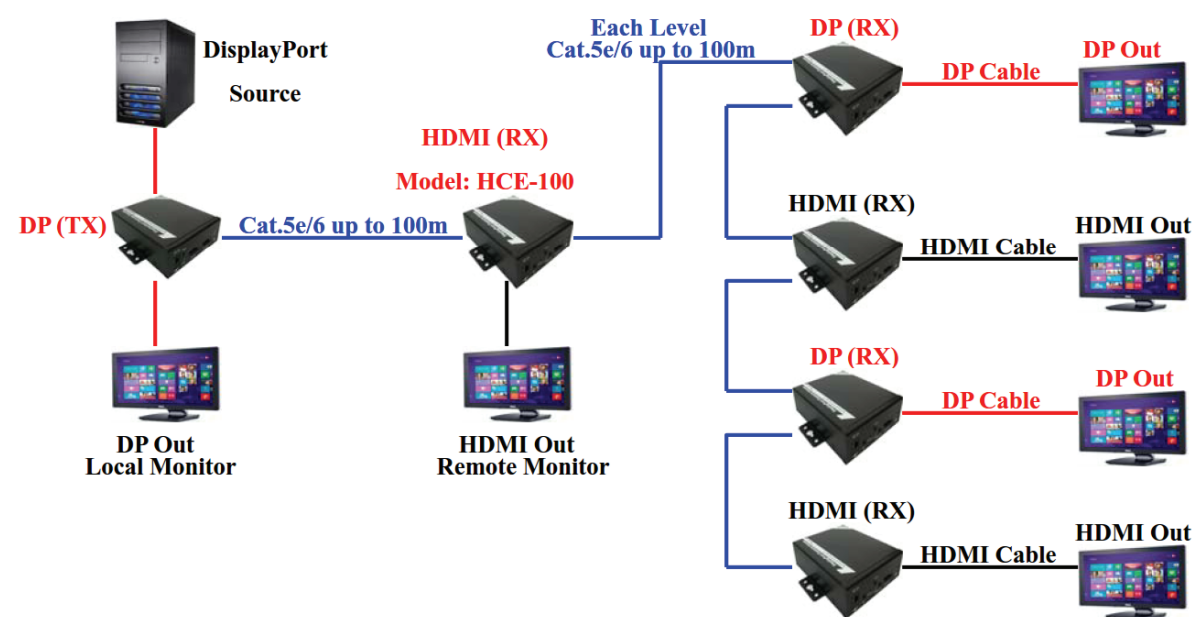 DisplayPort
Source
DP (TX)
Cat.5e/6 up to 100m
DP Out
Local Monitor
HDMI (RX)
Model: HCE-100
HDMI Out
Remote Monitor
Each Level
Cat.5e/6 up to 100m
DP (RX)
DP Cable
DP Out
HDMI (RX)
HDMI Cable
HDMI Out
DP (RX)
DP Cable
DP Out
HDMI (RX)
HDMI Cable
HDMI Out